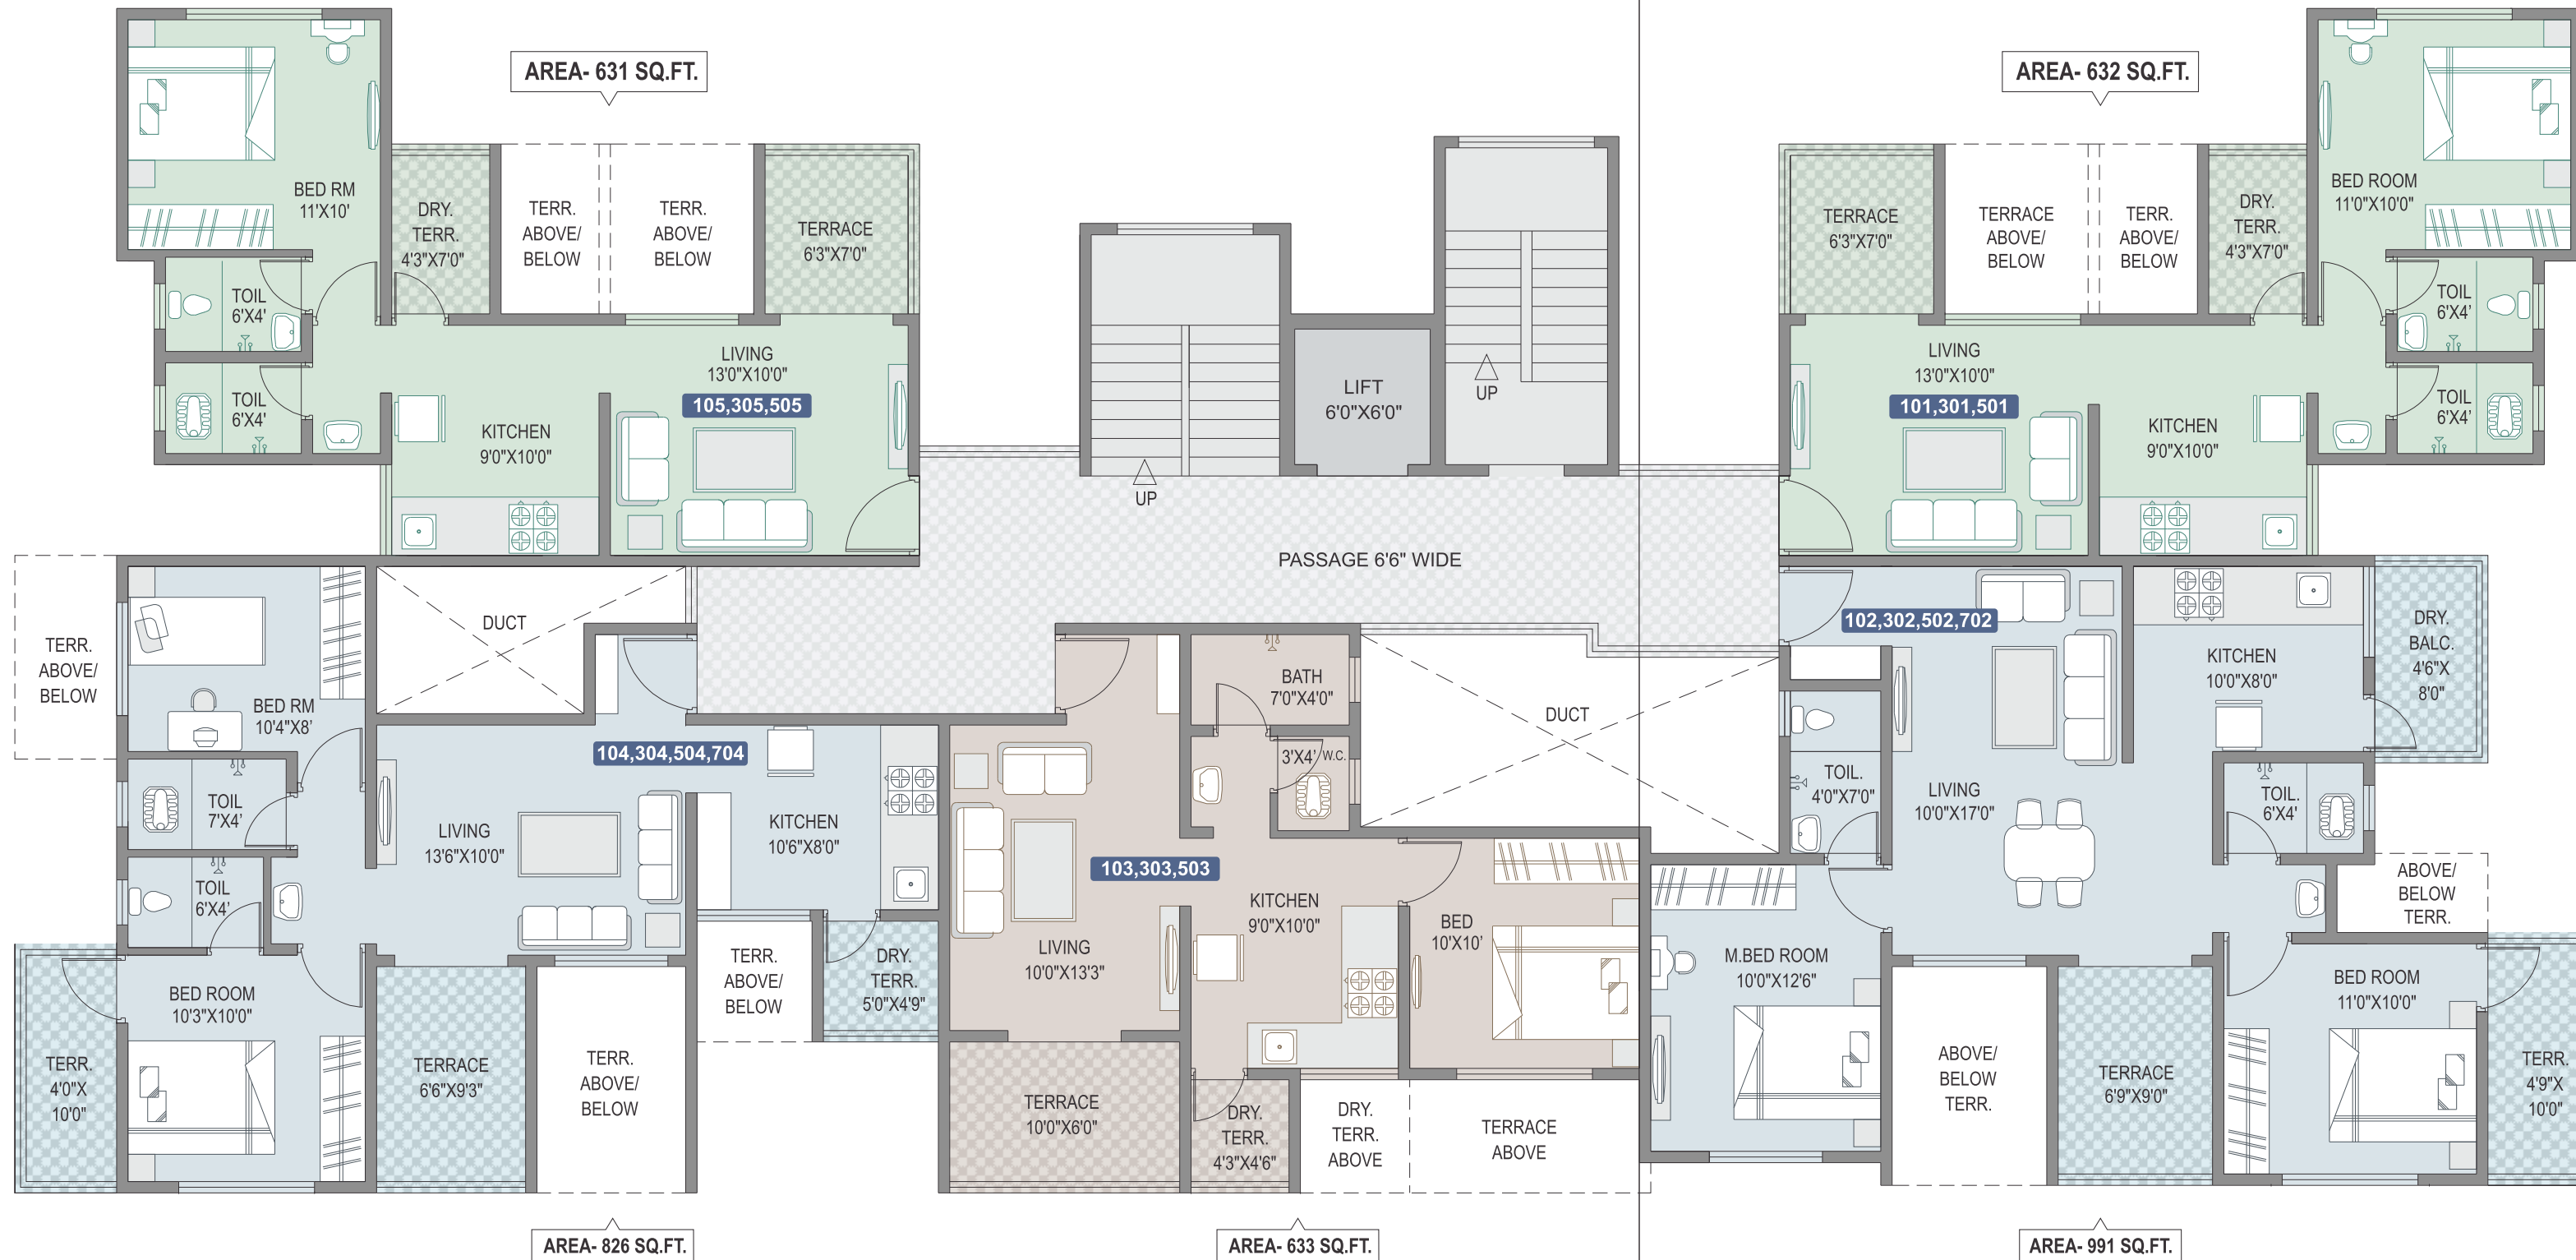 AREA- 631 SQ.FT.
AREA- 632 SQ.FT.
BED RM
11'X10'
DRY.
TERR.
4'3"X7'0"
TERR.
ABOVE/
BELOW
TERR.
ABOVE/
BELOW
TERRACE
6'3"X7'0"
TOIL
6'X4'
TOIL
6'X4'
KITCHEN
9'0"X10'0"
LIVING
13'0"X10'0"
105,305,505
UP
LIFT
6'0"X6'0"
UP
PASSAGE 6'6" WIDE
TERRACE
6'3"X7'0"
TERRACE
ABOVE/
BELOW
TERR.
ABOVE/
BELOW
DRY.
TERR.
4'3"X7'0"
BED ROOM
11'0"X10'0"
TOIL
6'X4'
TOIL
6'X4'
LIVING
13'0"X10'0"
101,301,501
KITCHEN
9'0"X10'0"
TERR.
ABOVE/
BELOW
BED RM
10'4"X8'
DUCT
104,304,504,704
TOIL
7'X4'
TOIL
6'X4'
LIVING
13'6"X10'0"
KITCHEN
10'6"X8'0"
TERR.
4'0"X
10'0"
BED ROOM
10'3"X10'0"
TERRACE
6'6"X9'3"
TERR.
ABOVE/
BELOW
TERR.
ABOVE/
BELOW
DRY.
TERR.
5'0"X4'9"
BATH
7'0"X4'0"
3'X4' W.C.
DUCT
103,303,503
LIVING
10'0"X13'3"
KITCHEN
9'0"X10'0"
BED
10'X10'
TERRACE
10'0"X6'0"
DRY.
TERR.
4'3"X4'6"
DRY.
TERR.
ABOVE
TERRACE
ABOVE
102,302,502,702
KITCHEN
10'0"X8'0"
DRY.
BALC.
4'6"X
8'0"
TOIL.
4'0"X7'0"
LIVING
10'0"X17'0"
TOIL.
6'X4'
ABOVE/
BELOW
TERR.
M.BED ROOM
10'0"X12'6"
ABOVE/
BELOW
TERR.
TERRACE
6'9"X9'0"
BED ROOM
11'0"X10'0"
TERR.
4'9"X
10'0"
AREA- 826 SQ.FT.
AREA- 633 SQ.FT.
AREA- 991 SQ.FT.